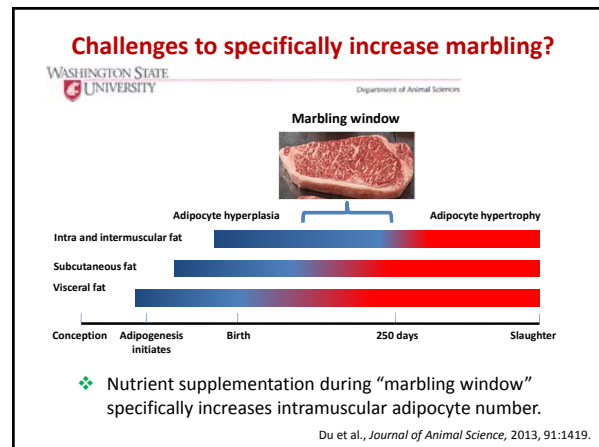 Challenges to specifically increase marbling?
WASHINGTON STATE
UNIVERSITY
Department of Animal Sciences
Marbling window
Adipocyte hyperplasia
Adipocyte hypertrophy
Intra and intermuscular fat
Subcutaneous fat
Visceral fat
Conception
Adipogenesis
initiates
Birth
250 days
Slaughter
❖ Nutrient supplementation during “marbling window”
specifically increases intramuscular adipocyte number.
Du et al., Journal of Animal Science, 2013, 91:1419.